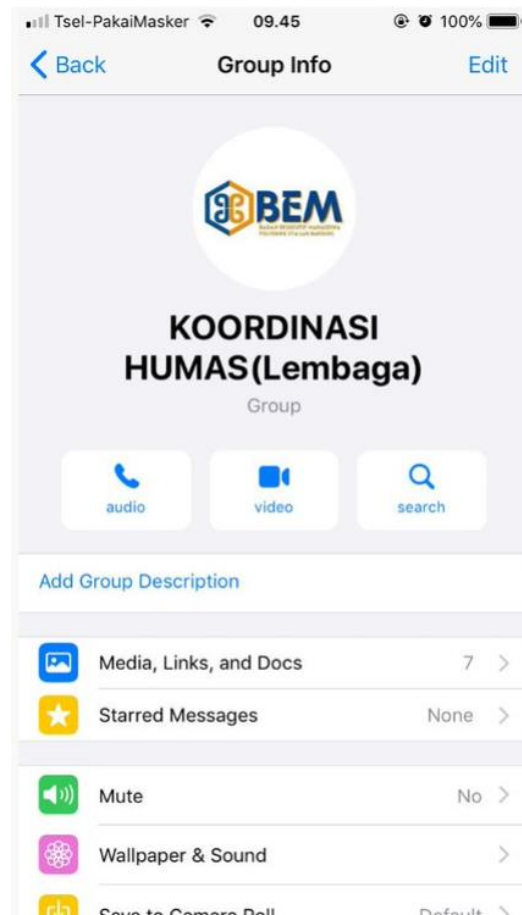 Tsel-PakaiMasker 09.45 100%
Back Group Info Edit
BEM
KOORDINASI
HUMAS(Lembaga)
Group
audio video search
Add Group Description
Media, Links, and Docs 7
Starred Messages None
Mute No
Wallpaper & Sound
Save to Camera Roll Default